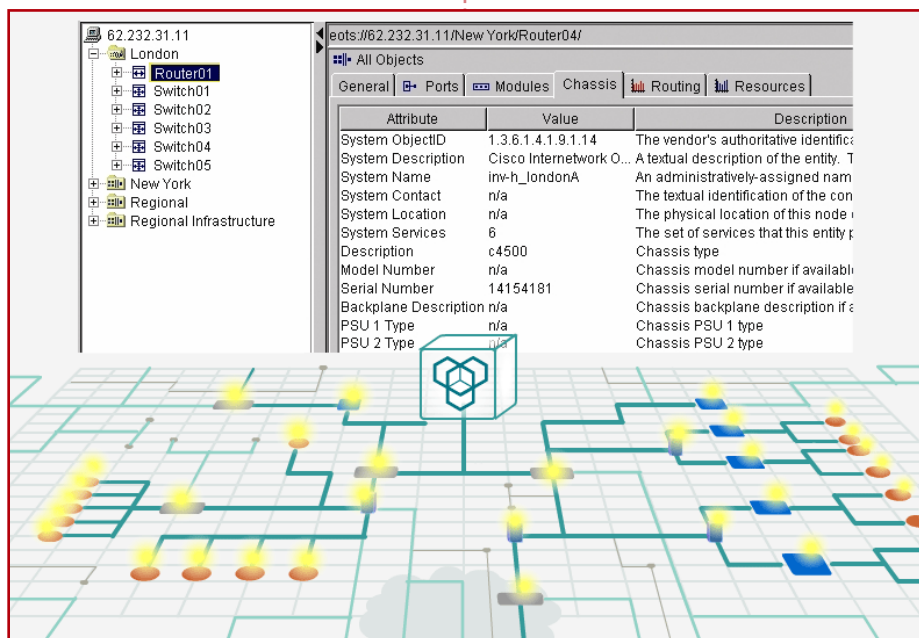 62.232.31.11
London
Router01
Switch01
Switch02
Switch03
Switch04
Switch05
New York
Regional
Regional Infrastructure
eots://62.232.31.11/New York/Router04/
All Objects
General Ports Modules Chassis Routing Resources
Attribute Value Description
System ObjectID 1.3.6.1.4.1.9.1.14 The vendor's authoritative identifica
System Description Cisco Internetwork O... A textual description of the entity. T
System Name inv-h_londonA An administratively-assigned nam
System Contact n/a The textual identification of the con
System Location n/a The physical location of this node
System Services 6 The set of services that this entity p
Description c4500 Chassis type
Model Number n/a Chassis model number if available
Serial Number 14154181 Chassis serial number if available
Backplane Description n/a Chassis backplane description if a
PSU 1 Type n/a Chassis PSU 1 type
PSU 2 Type n/a Chassis PSU 2 type